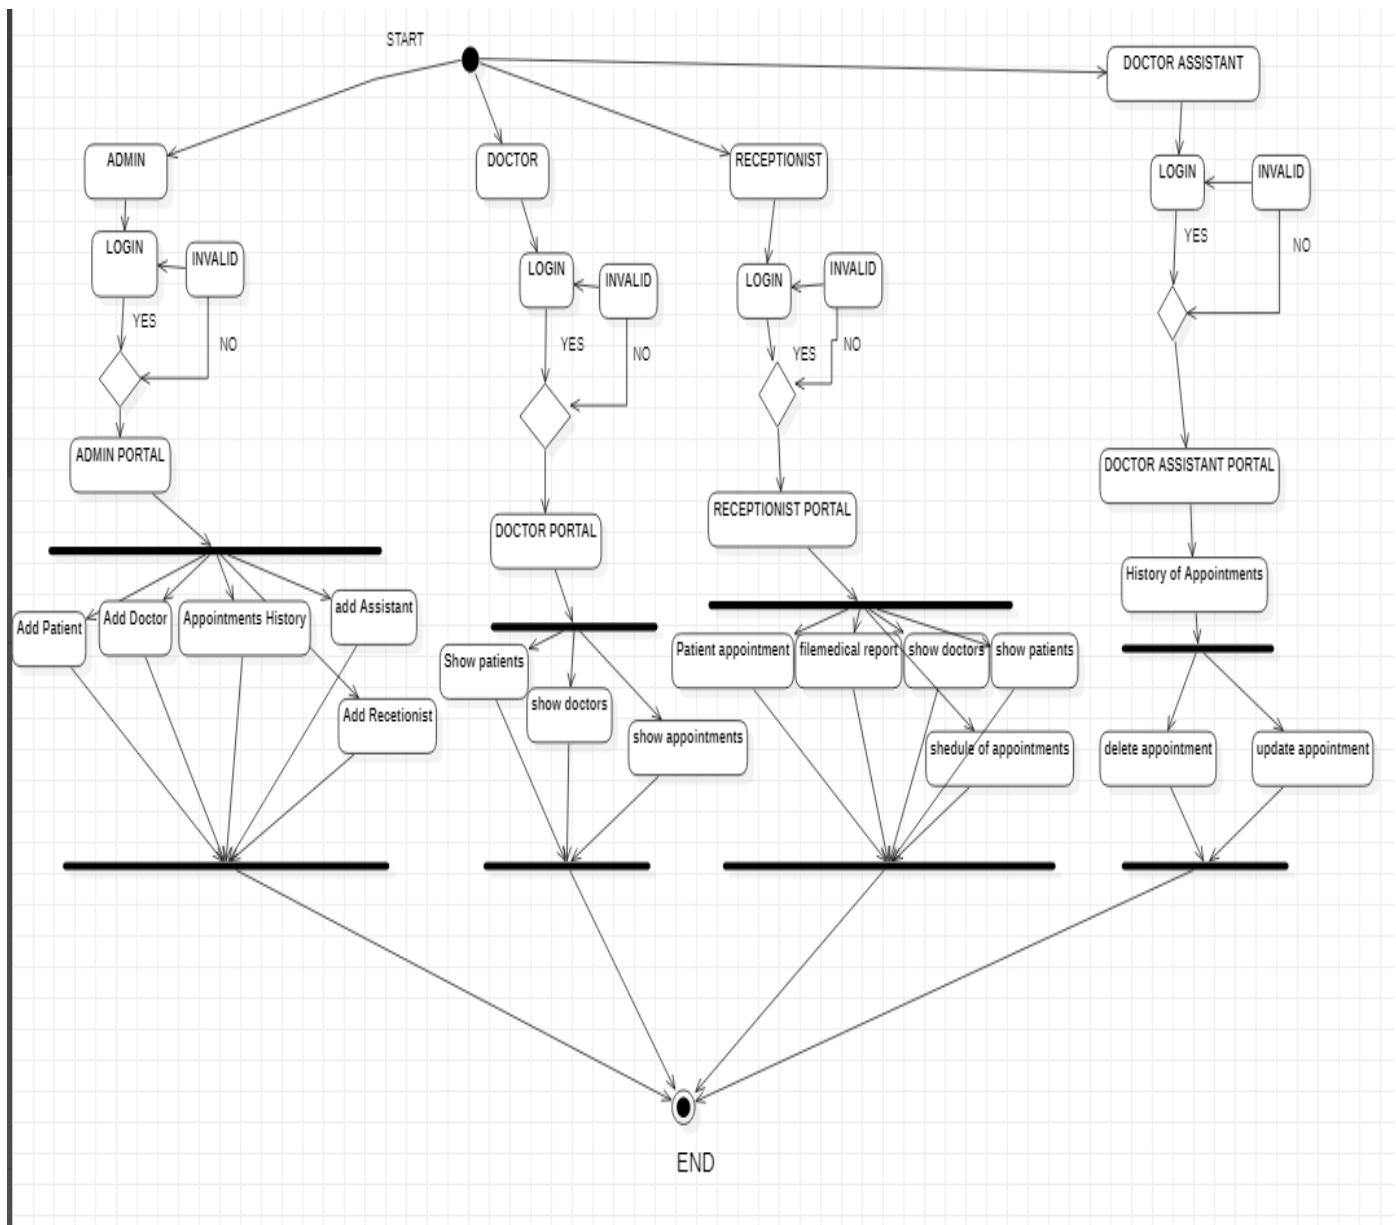 START
DOCTOR ASSISTANT
ADMIN
DOCTOR
RECEPTIONIST
LOGIN
INVALID
YES
NO
LOGIN
INVALID
YES
NO
LOGIN
INVALID
YES
NO
LOGIN
INVALID
YES
NO
ADMIN PORTAL
DOCTOR PORTAL
RECEPTIONIST PORTAL
DOCTOR ASSISTANT PORTAL
Add Patient
Add Doctor
Appointments History
add Assistant
Add Recetionist
Show patients
show doctors
show appointments
Patient appointment
filemedical report
show doctors
show patients
shedule of appointments
History of Appointments
delete appointment
update appointment
END